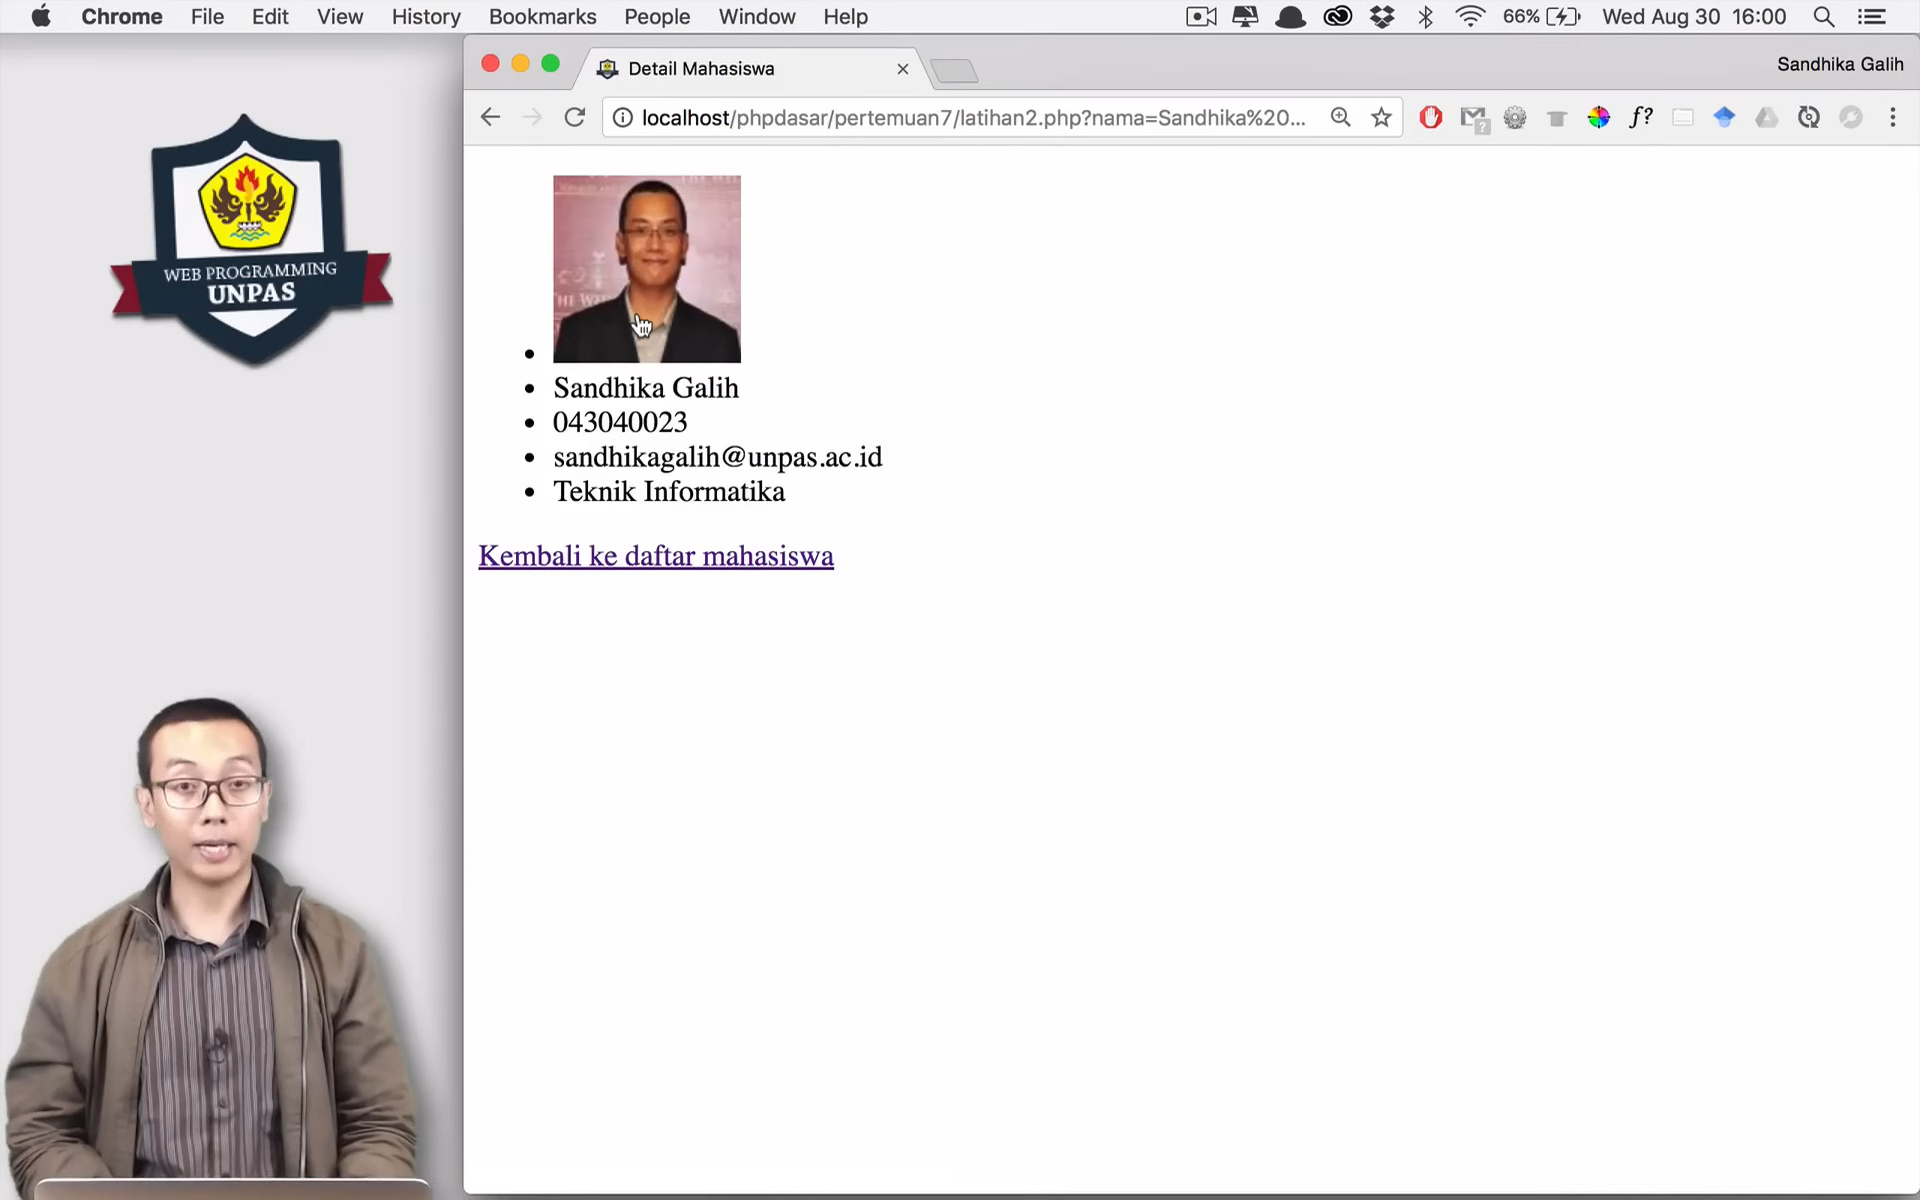 Chrome File Edit View History Bookmarks People Window Help 66% Wed Aug 30 16:00
Detail Mahasiswa
Sandhika Galih
localhost/phpdasar/pertemuan7/latihan2.php?nama=Sandhika%20...
f?
WEB PROGRAMMING
UNPAS
Sandhika Galih
043040023
sandhikagalih@unpas.ac.id
Teknik Informatika
Kembali ke daftar mahasiswa